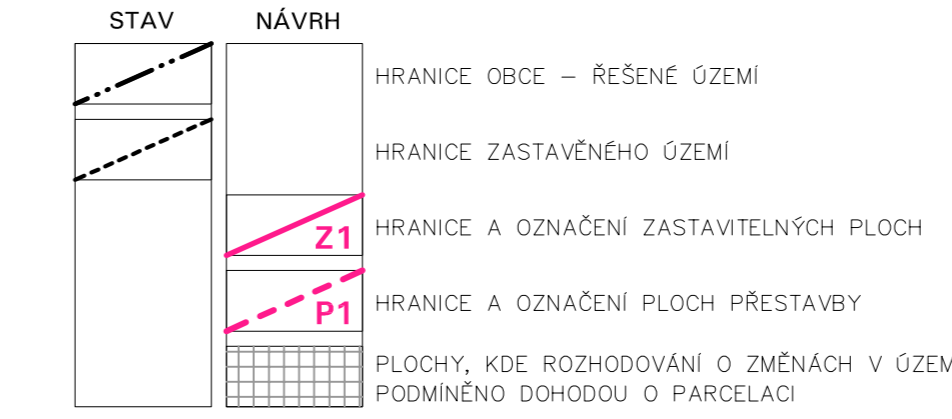 STAV NÁVRH
HRANICE OBCE – ŘEŠENÉ ÚZEMÍ
HRANICE ZASTAVĚNÉHO ÚZEMÍ
Z1 HRANICE A OZNAČENÍ ZASTAVITELNÝCH PLOCH
P1 HRANICE A OZNAČENÍ PLOCH PŘESTAVBY
PLOCHY, KDE ROZHODOVÁNÍ O ZMĚNÁCH V ÚZEM
PODMÍNĚNO DOHODOU O PARCELACI